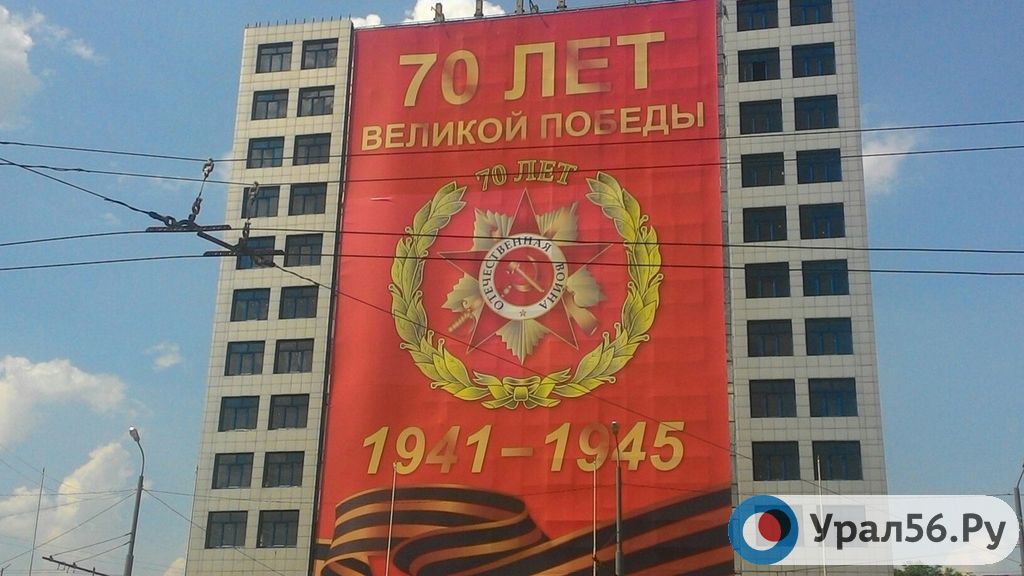 70 ЛЕТ
ВЕЛИКОЙ ПОБЕДЫ
70 ЛЕТ
ОТЕЧЕСТВЕННАЯ ВОЙНА
1941-1945
Урал56.Ру